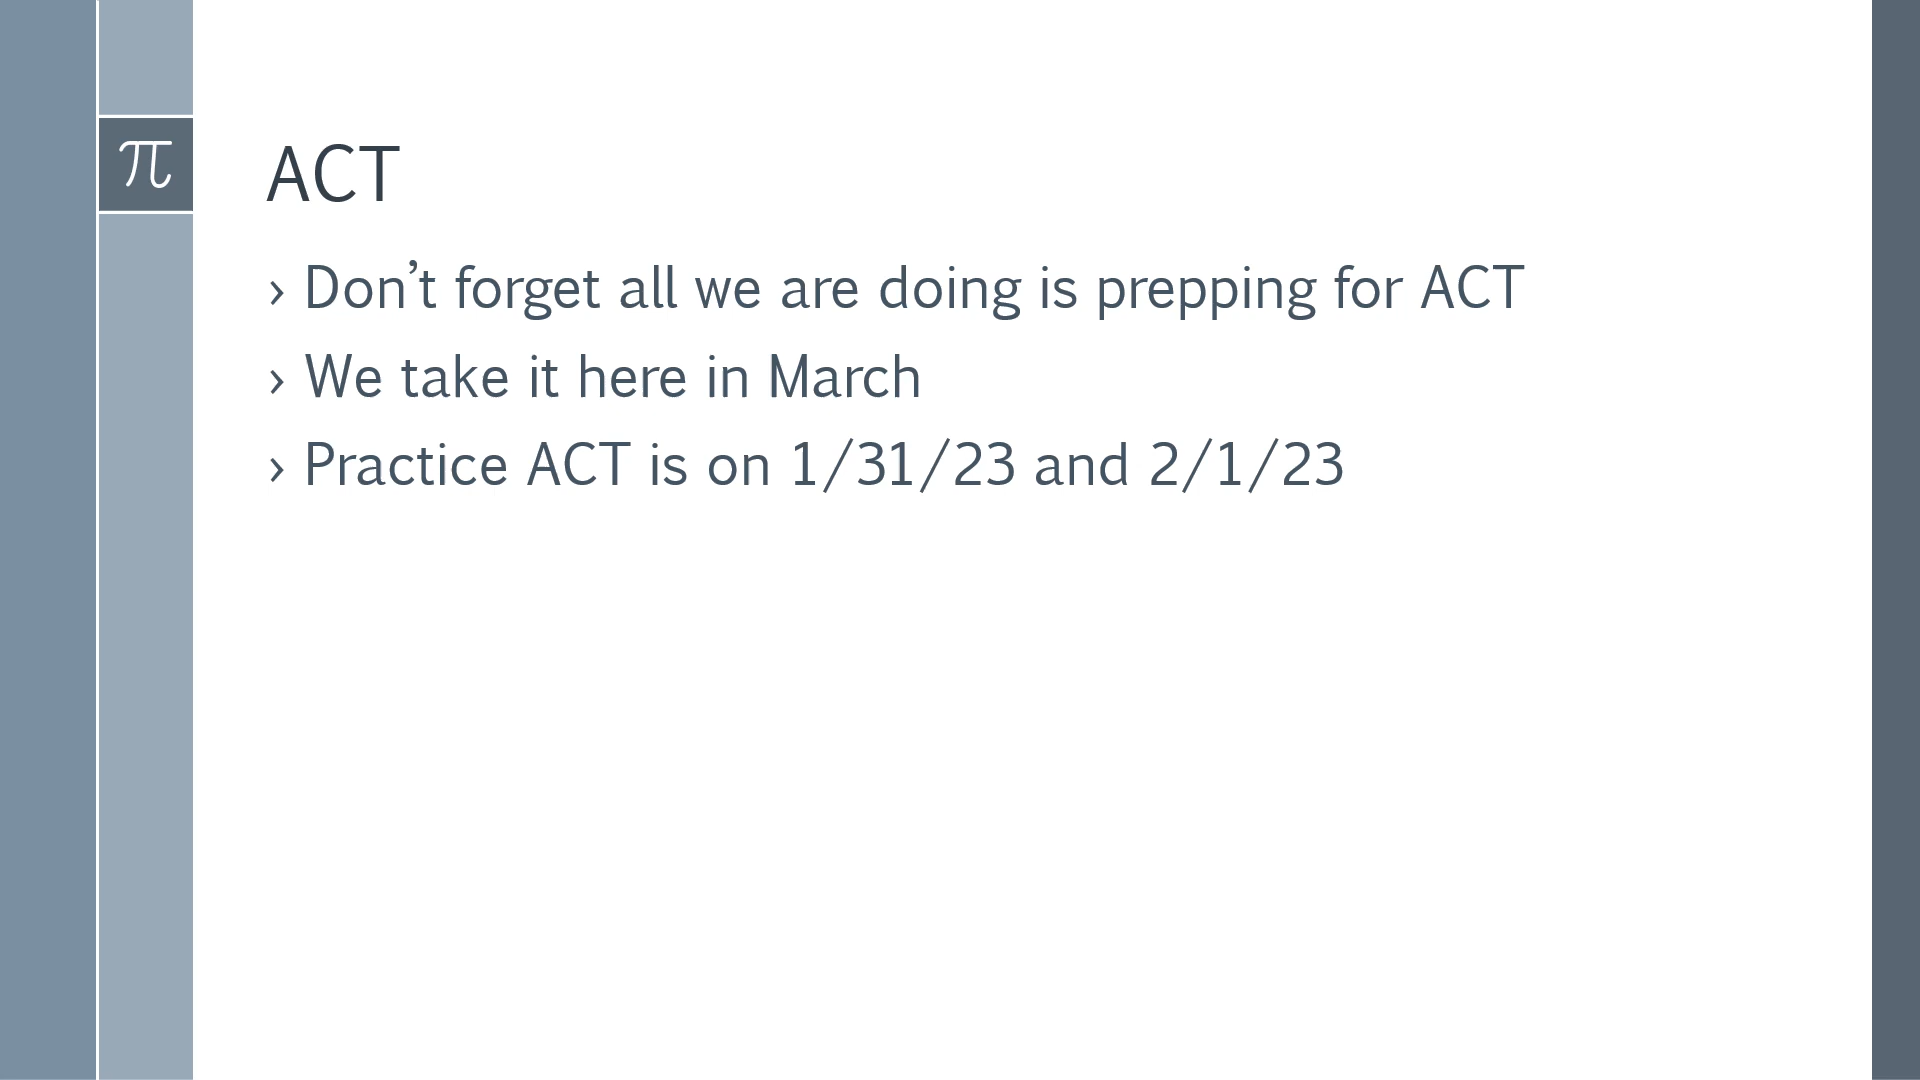 π
ACT
› Don’t forget all we are doing is prepping for ACT
› We take it here in March
› Practice ACT is on 1/31/23 and 2/1/23